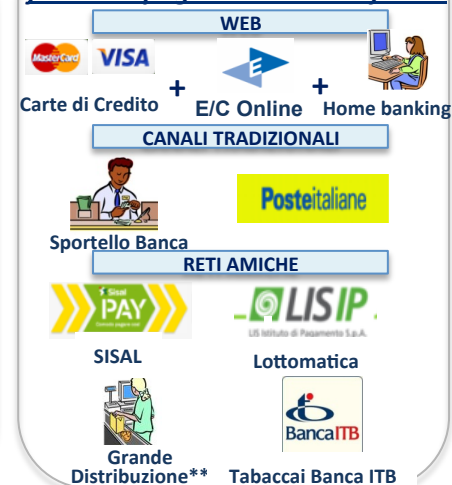 WEB
MasterCard VISA E
Carte di Credito + E/C Online + Home banking
CANALI TRADIZIONALI
Posteitaliane
Sportello Banca
RETI AMICHE
Sisal
PAY LIS IP
LIS Istituto di Pagamento S.p.A.
SISAL Lottomatica
BancaITB
Grande
Distribuzione** Tabaccai Banca ITB